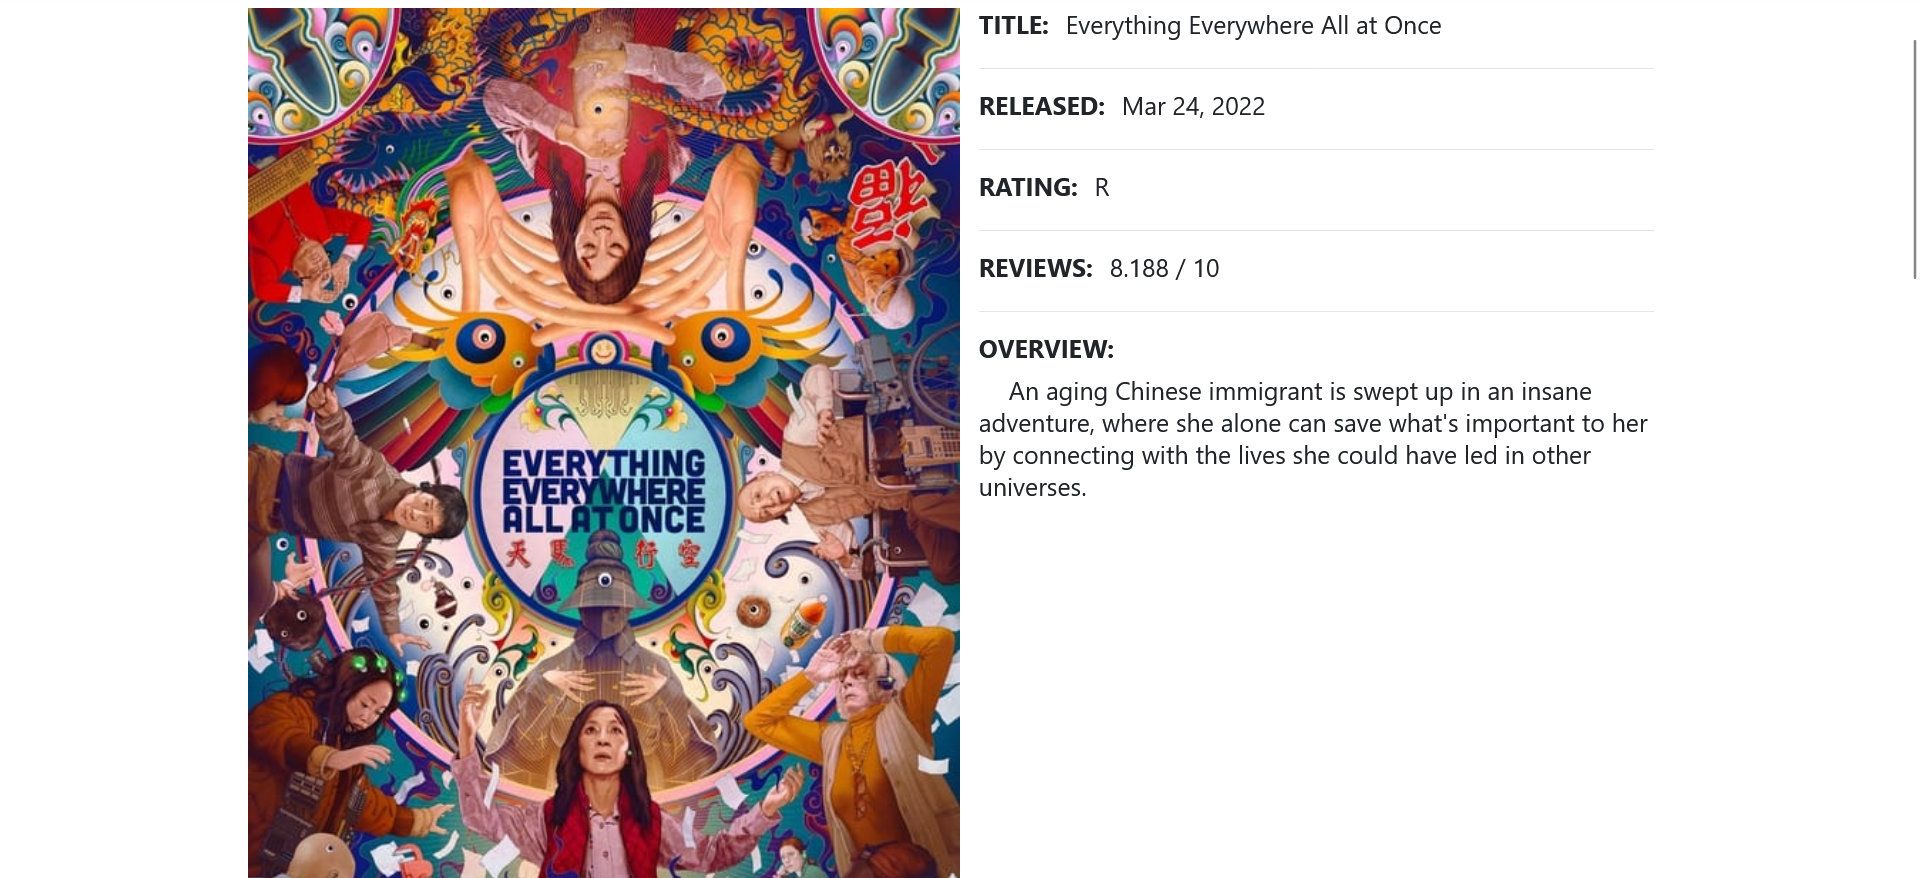 福
EVERYTHING
EVERYWHERE
ALL AT ONCE
天馬行空
TITLE: Everything Everywhere All at Once
RELEASED: Mar 24, 2022
RATING: R
REVIEWS: 8.188 / 10
OVERVIEW:
An aging Chinese immigrant is swept up in an insane
adventure, where she alone can save what's important to her
by connecting with the lives she could have led in other
universes.